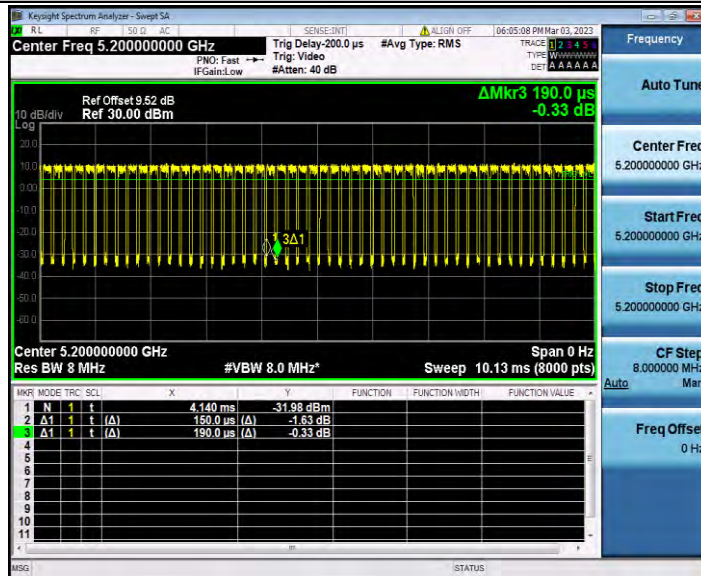 Keysight Spectrum Analyzer - Swept SA
RL RF 50 Ω AC SENSE:INT ALIGN OFF 06:05:08 PM Mar 03, 2023
Center Freq 5.200000000 GHz
PNO: Fast
IFGain:Low
Trig Delay-200.0 µs
Trig: Video
#Atten: 40 dB
#Avg Type: RMS
TRACE 1 2 3 4 5 6
TYPE W
DET A A A A A A
Ref Offset 9.52 dB
Ref 30.00 dBm
10 dB/div
Log
ΔMkr3 190.0 µs
-0.33 dB
20.0
10.0
0.00
-10.0
-20.0
-30.0
-40.0
-50.0
-60.0
1 3Δ1
Center 5.200000000 GHz
Res BW 8 MHz
#VBW 8.0 MHz*
Span 0 Hz
Sweep 10.13 ms (8000 pts)
MKR MODE TRC SCL X Y FUNCTION FUNCTION WIDTH FUNCTION VALUE
1 N 1 t 4.140 ms -31.98 dBm
2 Δ1 1 t (Δ) 150.0 µs (Δ) -1.63 dB
3 Δ1 1 t (Δ) 190.0 µs (Δ) -0.33 dB
4
5
6
7
8
9
10
11
MSG
STATUS
Frequency
Auto Tune
Center Freq
5.200000000 GHz
Start Freq
5.200000000 GHz
Stop Freq
5.200000000 GHz
CF Step
8.000000 MHz
Auto Man
Freq Offset
0 Hz